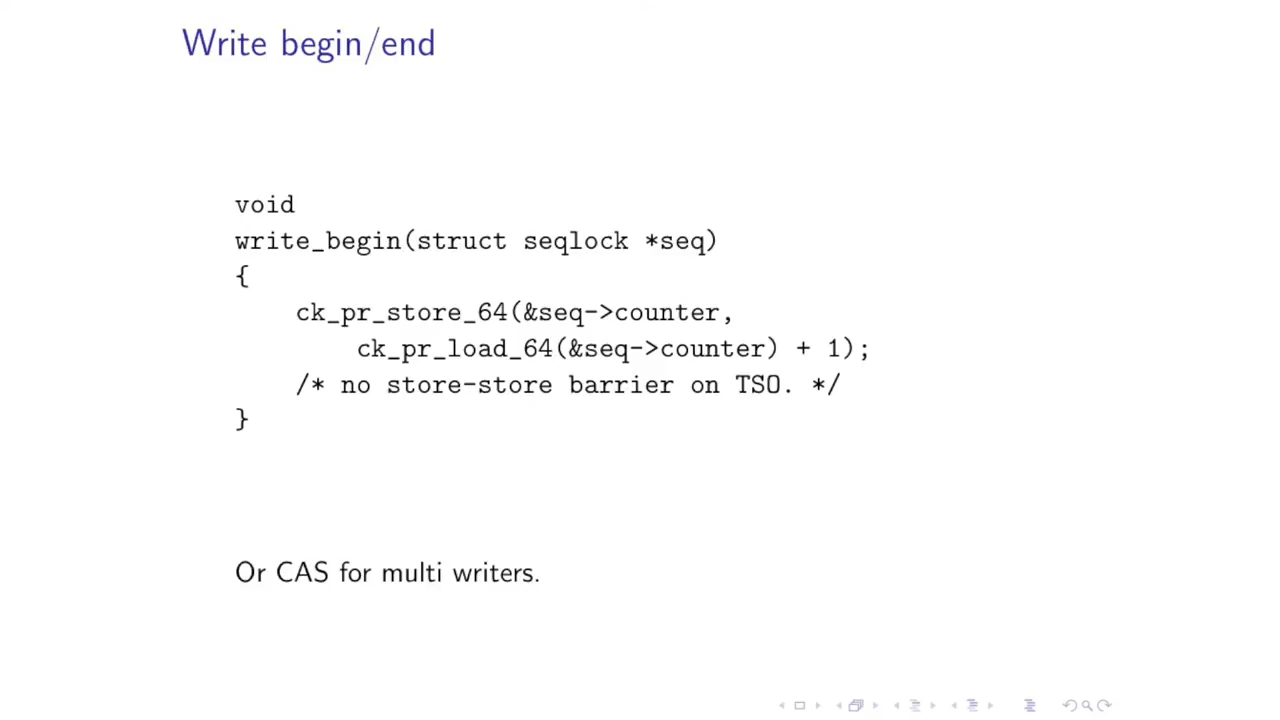 Write begin/end
void
write_begin(struct seqlock *seq)
{
ck_pr_store_64(&seq->counter,
ck_pr_load_64(&seq->counter) + 1);
/* no store-store barrier on TSO. */
}
Or CAS for multi writers.